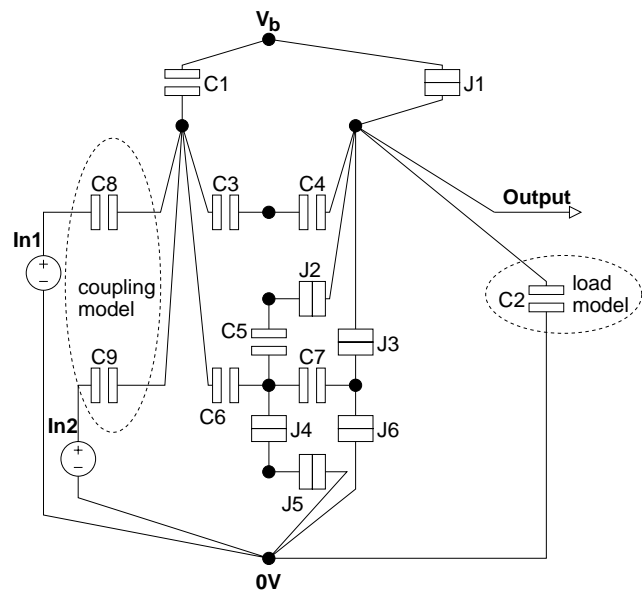 Vb
C1
J1
C8
C3
C4
Output
In1
coupling
model
J2
load
model
C2
C5
J3
C9
C7
C6
In2
J4
J6
J5
0V